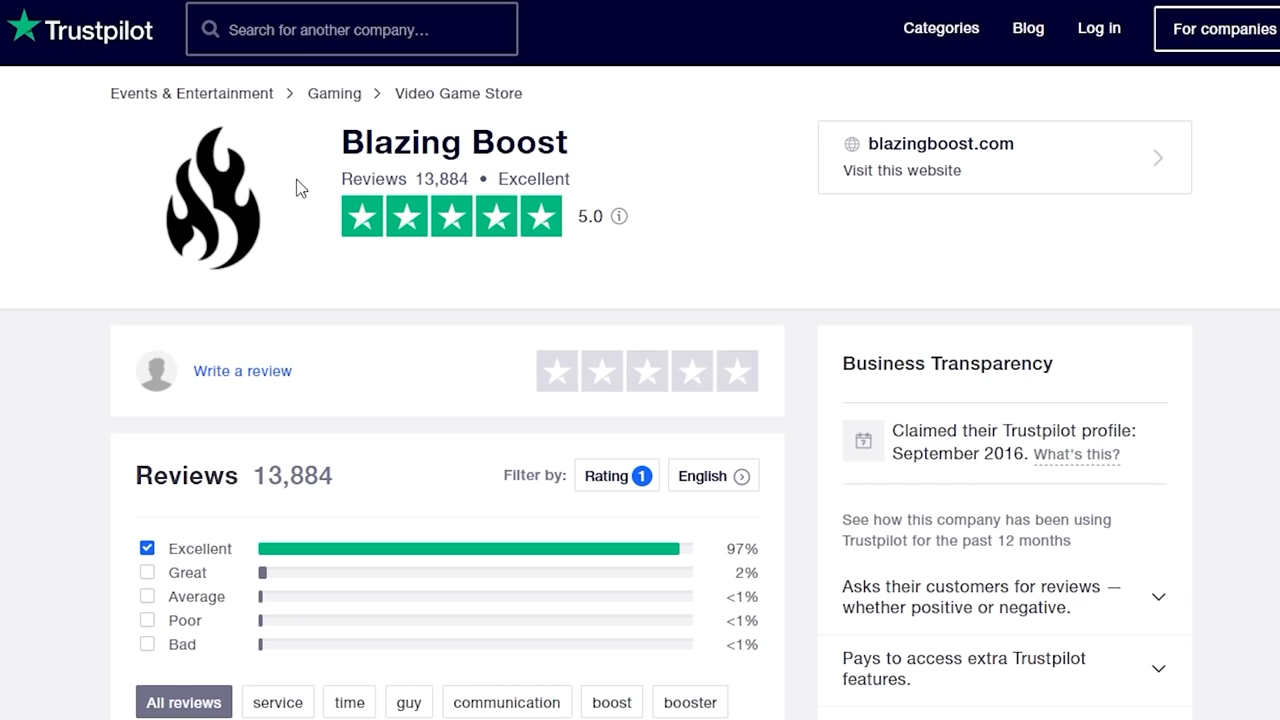 Trustpilot
Search for another company...
Categories
Blog
Log in
For companies
Events & Entertainment > Gaming > Video Game Store
Blazing Boost
Reviews 13,884 • Excellent
5.0
blazingboost.com
Visit this website
Write a review
Reviews 13,884
Filter by:
Rating 1
English
Excellent 97%
Great 2%
Average <1%
Poor <1%
Bad <1%
All reviews
service
time
guy
communication
boost
booster
Business Transparency
Claimed their Trustpilot profile:
September 2016. What's this?
See how this company has been using
Trustpilot for the past 12 months
Asks their customers for reviews —
whether positive or negative.
Pays to access extra Trustpilot
features.